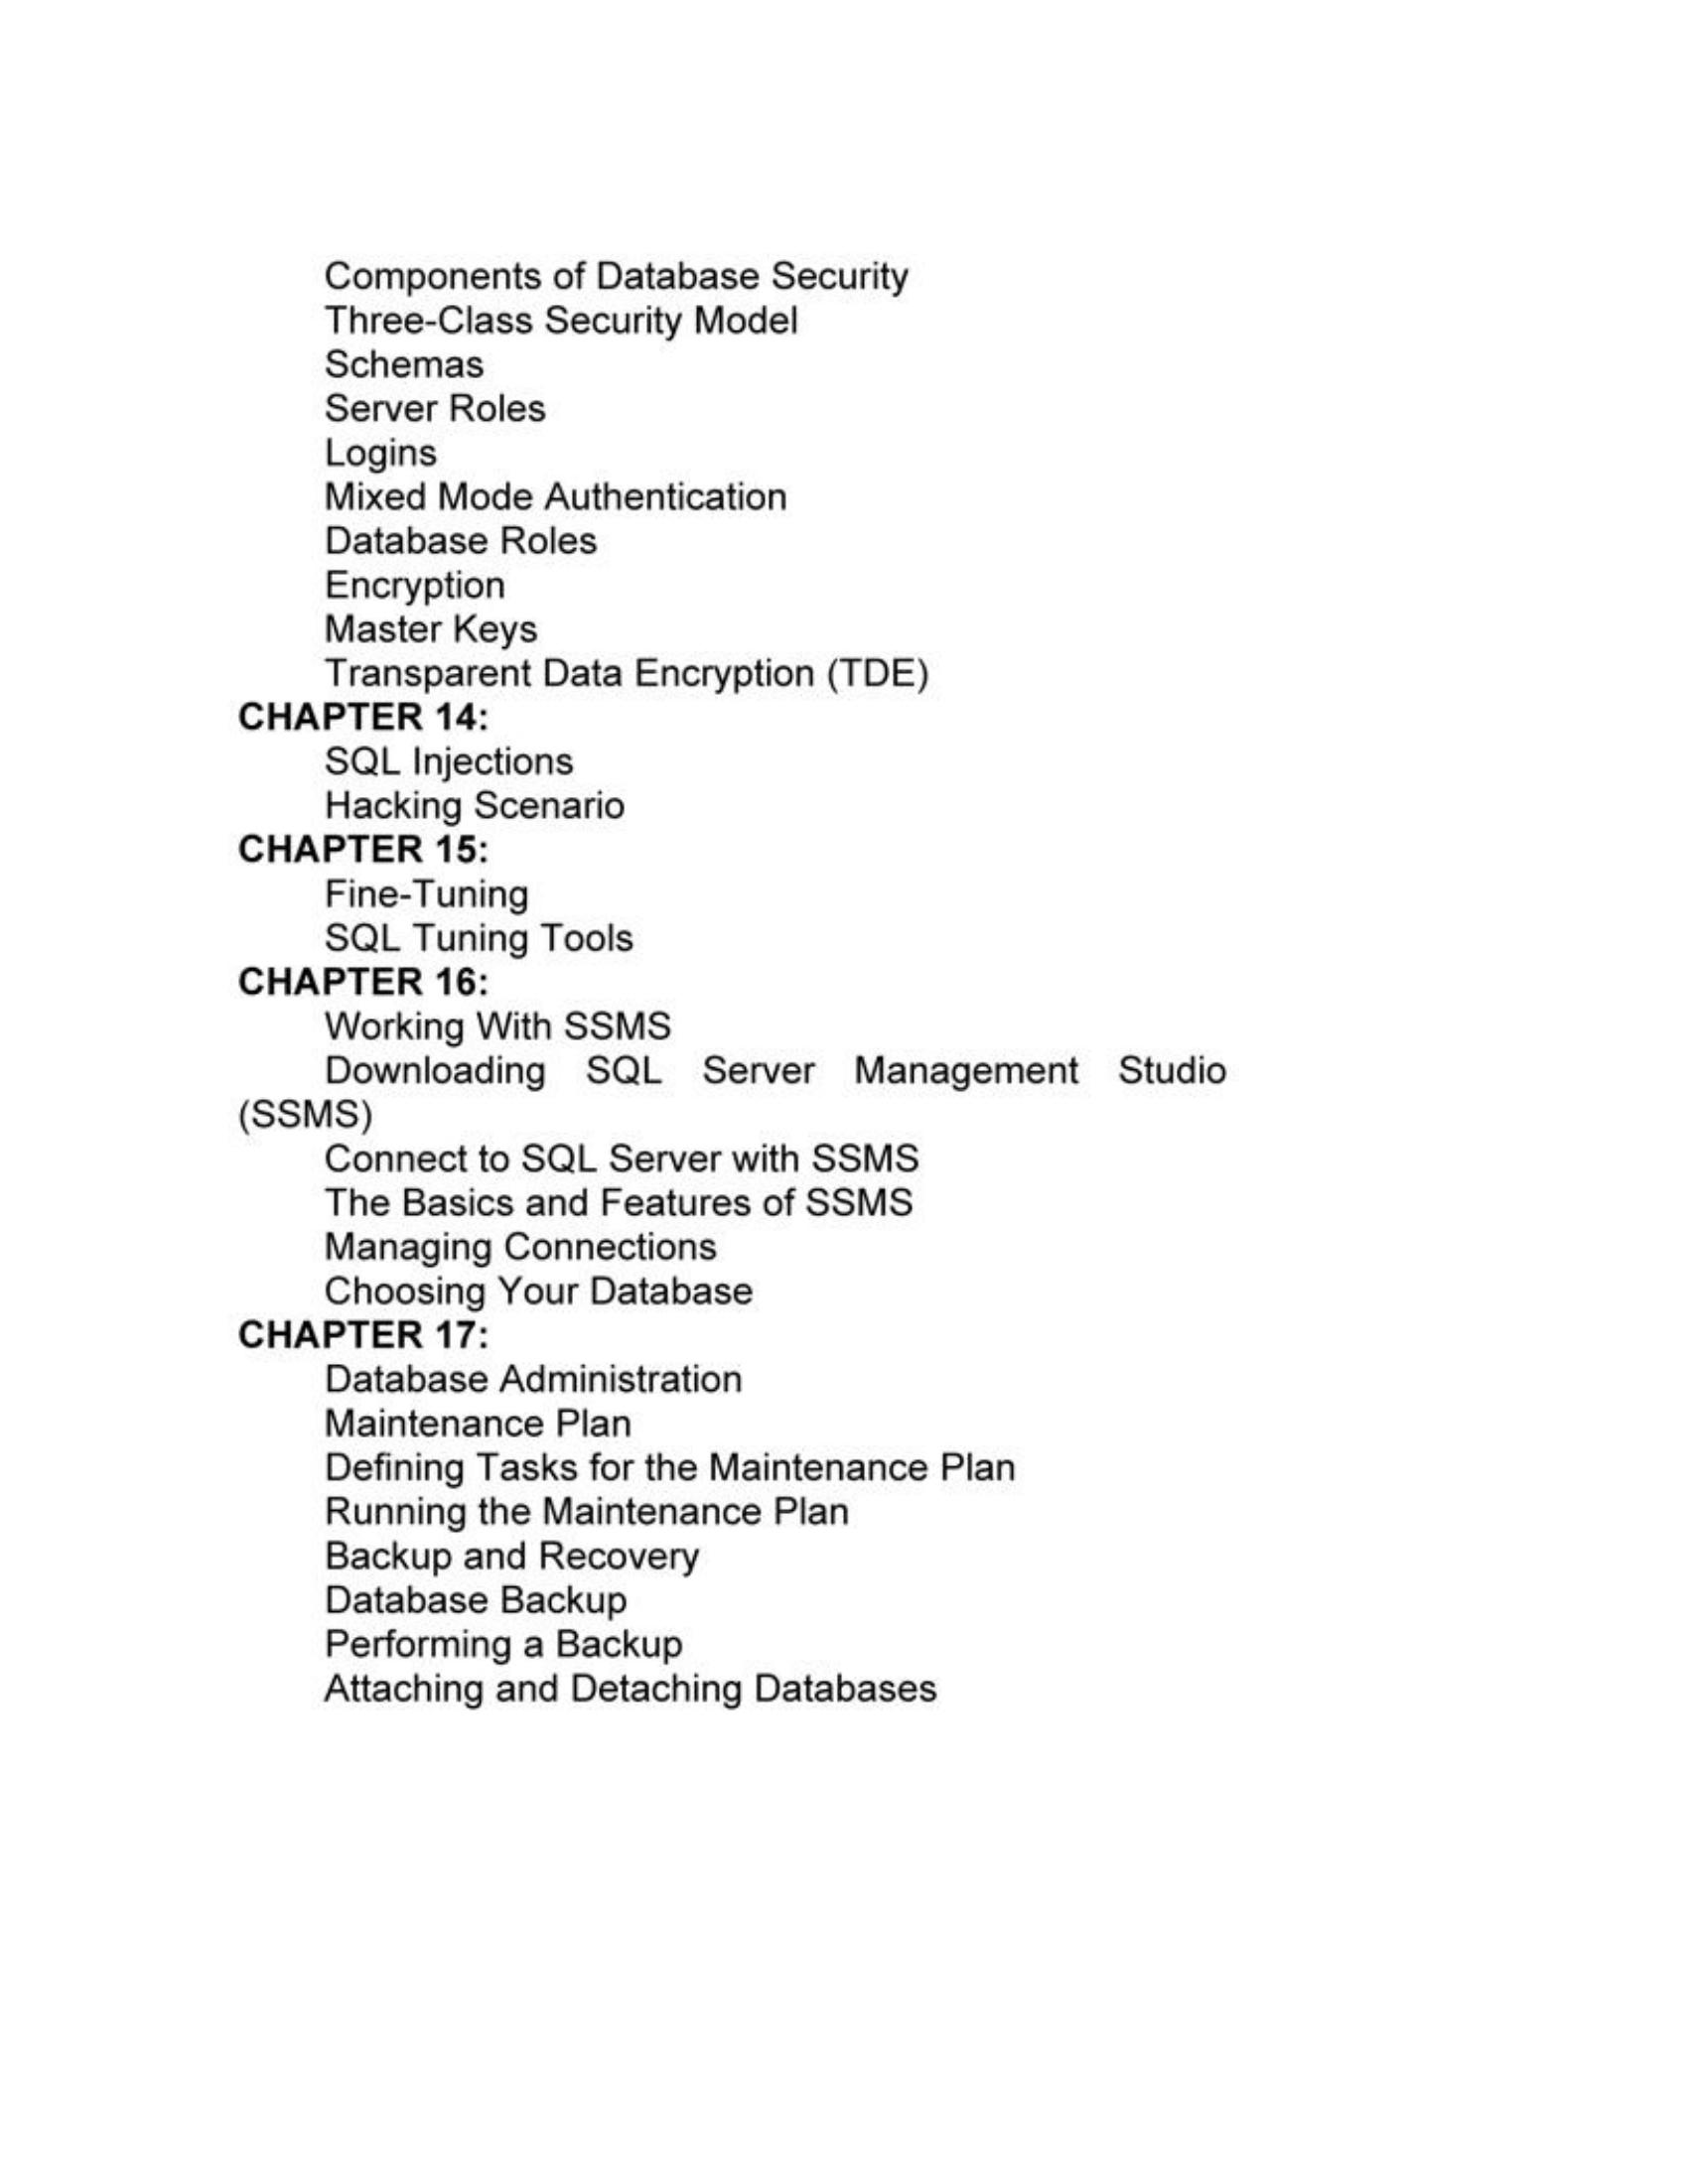 Components of Database Security
Three-Class Security Model
Schemas
Server Roles
Logins
Mixed Mode Authentication
Database Roles
Encryption
Master Keys
Transparent Data Encryption (TDE)
CHAPTER 14:
SQL Injections
Hacking Scenario
CHAPTER 15:
Fine-Tuning
SQL Tuning Tools
CHAPTER 16:
Working With SSMS
Downloading SQL Server Management Studio
(SSMS)
Connect to SQL Server with SSMS
The Basics and Features of SSMS
Managing Connections
Choosing Your Database
CHAPTER 17:
Database Administration
Maintenance Plan
Defining Tasks for the Maintenance Plan
Running the Maintenance Plan
Backup and Recovery
Database Backup
Performing a Backup
Attaching and Detaching Databases